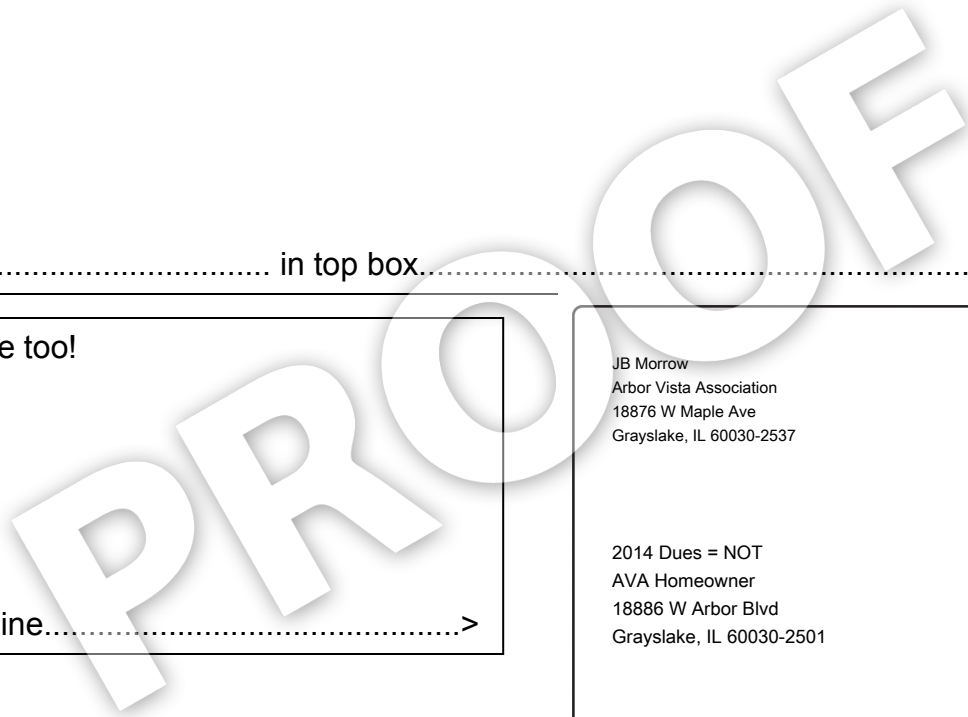 .............................. in top box.....................................................................
e too!
ine................................................>
JB Morrow
Arbor Vista Association
18876 W Maple Ave
Grayslake, IL 60030-2537
2014 Dues = NOT
AVA Homeowner
18886 W Arbor Blvd
Grayslake, IL 60030-2501
PROOF